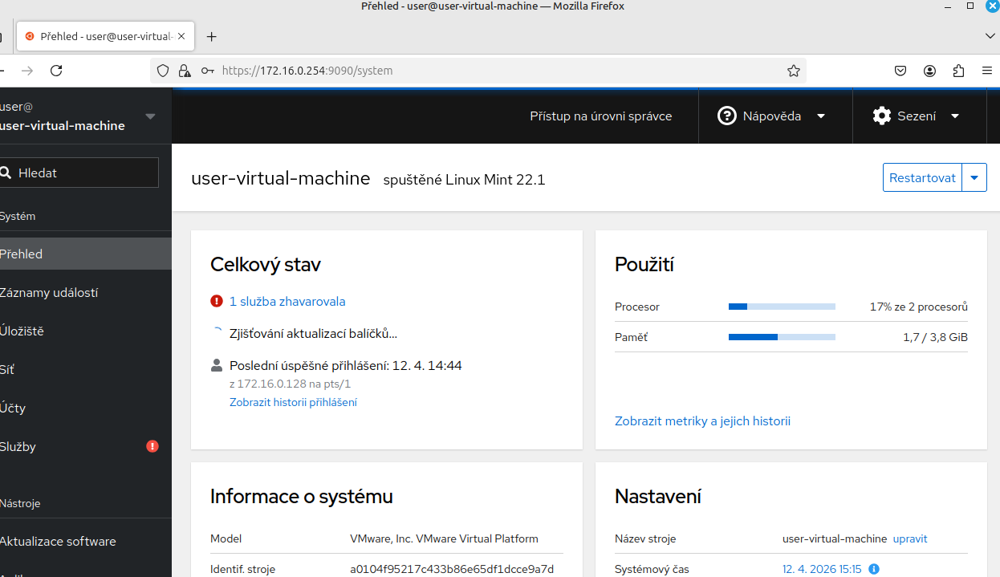 Přehled - user@user-virtual-machine — Mozilla Firefox
Přehled - user@user-virtual-
https://172.16.0.254:9090/system
user@
user-virtual-machine
Přístup na úrovni správce
Nápověda
Sezení
Hledat
user-virtual-machine spuštěné Linux Mint 22.1
Restartovat
Systém
Přehled
Záznamy událostí
Úložiště
Síť
Účty
Služby
Nástroje
Aktualizace software
Celkový stav
1 služba zhavarovala
Zjišťování aktualizací balíčků...
Poslední úspěšné přihlášení: 12. 4. 14:44
z 172.16.0.128 na pts/1
Zobrazit historii přihlášení
Použití
Procesor 17% ze 2 procesorů
Paměť 1,7 / 3,8 GiB
Zobrazit metriky a jejich historii
Informace o systému
Model VMware, Inc. VMware Virtual Platform
Identif. stroje a0104f95217c433b86e65df1dcce9a7d
Nastavení
Název stroje user-virtual-machine upravit
Systémový čas 12. 4. 2026 15:15